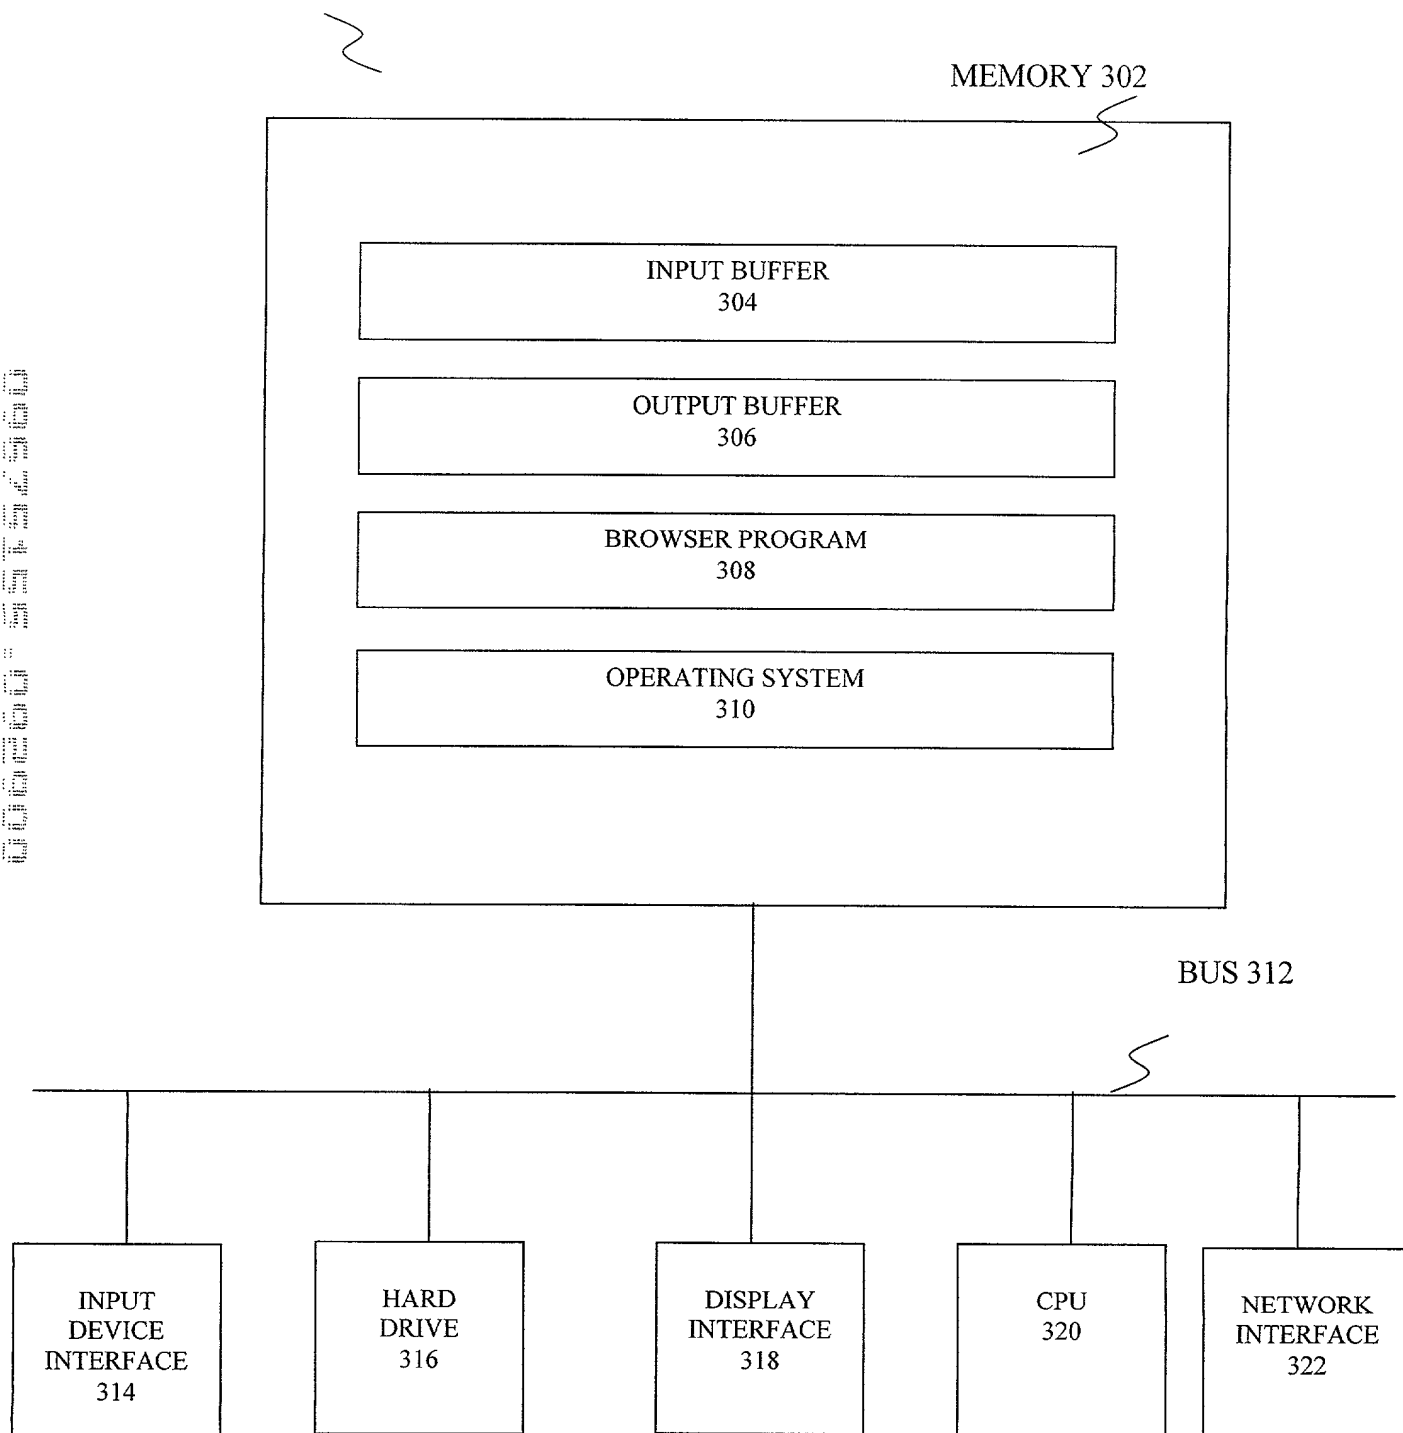 MEMORY 302
INPUT BUFFER
304
OUTPUT BUFFER
306
BROWSER PROGRAM
308
OPERATING SYSTEM
310
BUS 312
INPUT
DEVICE
INTERFACE
314
HARD
DRIVE
316
DISPLAY
INTERFACE
318
CPU
320
NETWORK
INTERFACE
322